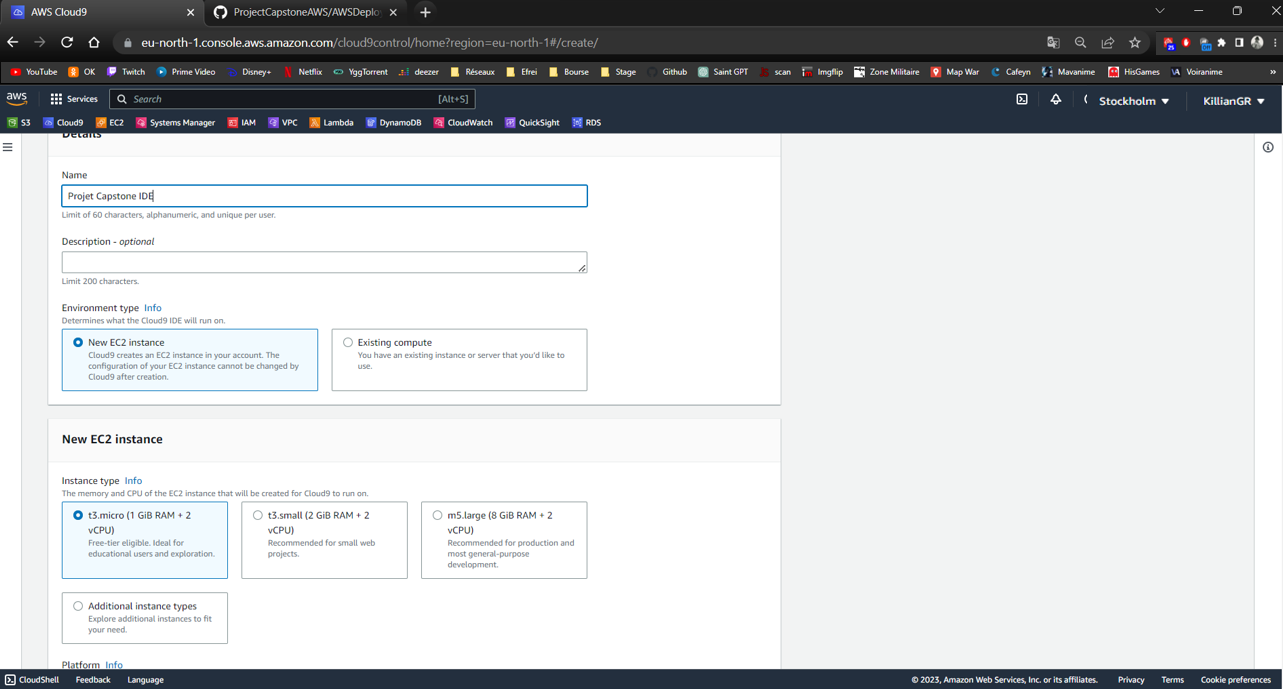 AWS Cloud9
ProjectCapstoneAWS/AWSDeplo
eu-north-1.console.aws.amazon.com/cloud9control/home?region=eu-north-1#/create/
YouTube OK Twitch Prime Video Disney+ Netflix YggTorrent deezer Réseaux Efrei Bourse Stage Github Saint GPT scan Imgflip Zone Militaire Map War Cafeyn Mavanime HisGames Voiranime »
aws Services Search [Alt+S] Stockholm ▼ KillianGR ▼
S3 Cloud9 EC2 Systems Manager IAM VPC Lambda DynamoDB CloudWatch QuickSight RDS
Details
Name
Projet Capstone IDE
Limit of 60 characters, alphanumeric, and unique per user.
Description - optional
Limit 200 characters.
Environment type Info
Determines what the Cloud9 IDE will run on.
New EC2 instance
Cloud9 creates an EC2 instance in your account. The
configuration of your EC2 instance cannot be changed by
Cloud9 after creation.
Existing compute
You have an existing instance or server that you'd like to
use.
New EC2 instance
Instance type Info
The memory and CPU of the EC2 instance that will be created for Cloud9 to run on.
t3.micro (1 GiB RAM + 2
vCPU)
Free-tier eligible. Ideal for
educational users and exploration.
t3.small (2 GiB RAM + 2
vCPU)
Recommended for small web
projects.
m5.large (8 GiB RAM + 2
vCPU)
Recommended for production and
most general-purpose
development.
Additional instance types
Explore additional instances to fit
your need.
Platform Info
CloudShell Feedback Language © 2023, Amazon Web Services, Inc. or its affiliates. Privacy Terms Cookie preferences